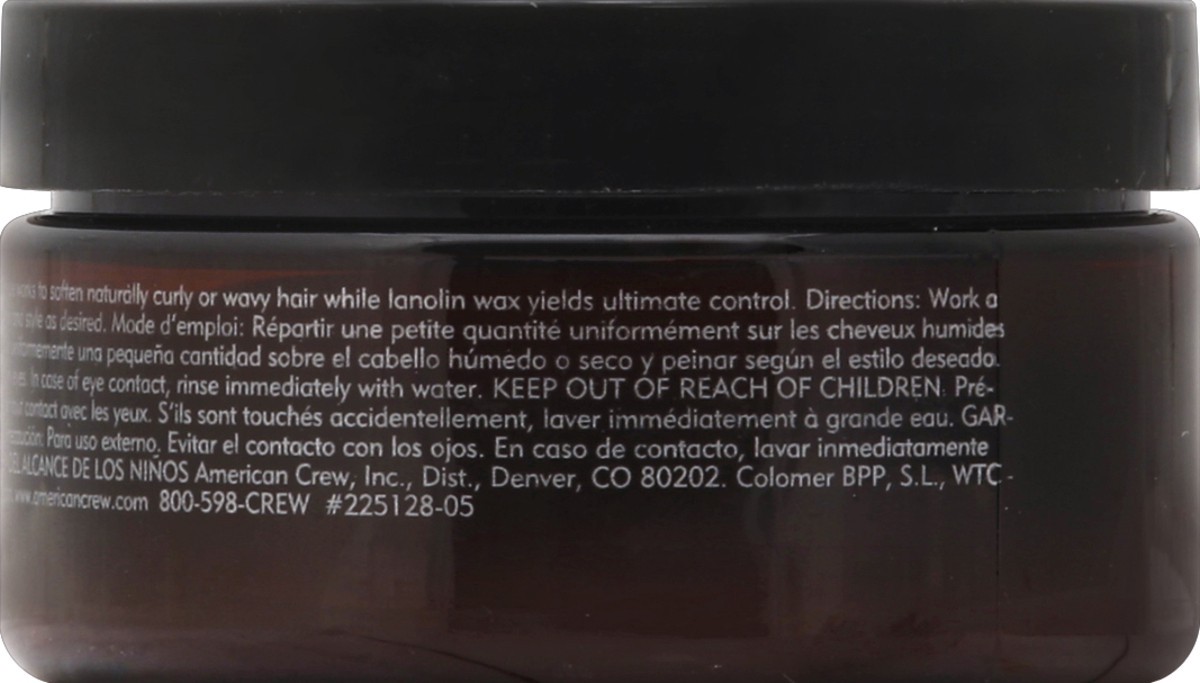 works to soften naturally curly or wavy hair while lanolin wax yields ultimate control. Directions: Work a
style as desired. Mode d'emploi: Répartir une petite quantité uniformément sur les cheveux humides
una pequeña cantidad sobre el cabello húmedo o seco y peinar según el estilo deseado.
In case of eye contact, rinse immediately with water. KEEP OUT OF REACH OF CHILDREN. Pré-
contact avec les yeux. S'ils sont touchés accidentellement, laver immédiatement à grande eau. GAR-
Para uso externo. Evitar el contacto con los ojos. En caso de contacto, lavar inmediatamente
ALCANCE DE LOS NIÑOS American Crew, Inc., Dist., Denver, CO 80202. Colomer BPP, S.L., WTC-
www.americancrew.com 800-598-CREW #225128-05